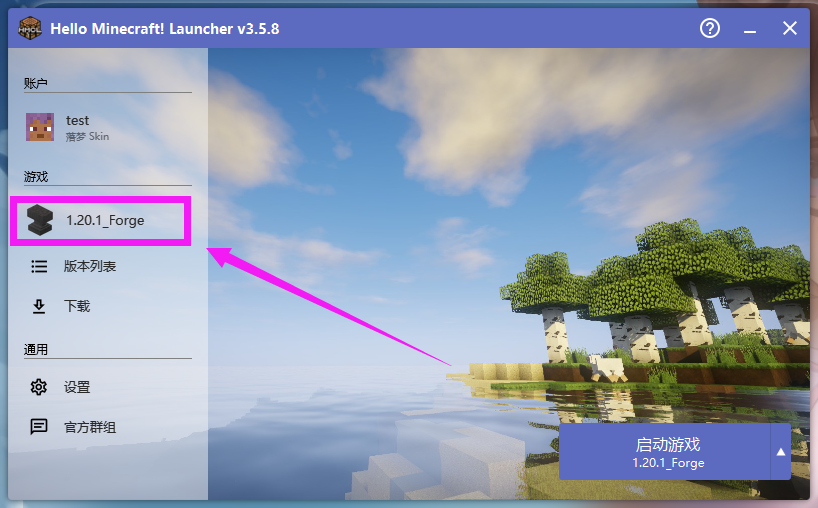 Hello Minecraft! Launcher v3.5.8
账户
test
落梦 Skin
游戏
1.20.1_Forge
版本列表
下载
通用
设置
官方群组
启动游戏
1.20.1_Forge